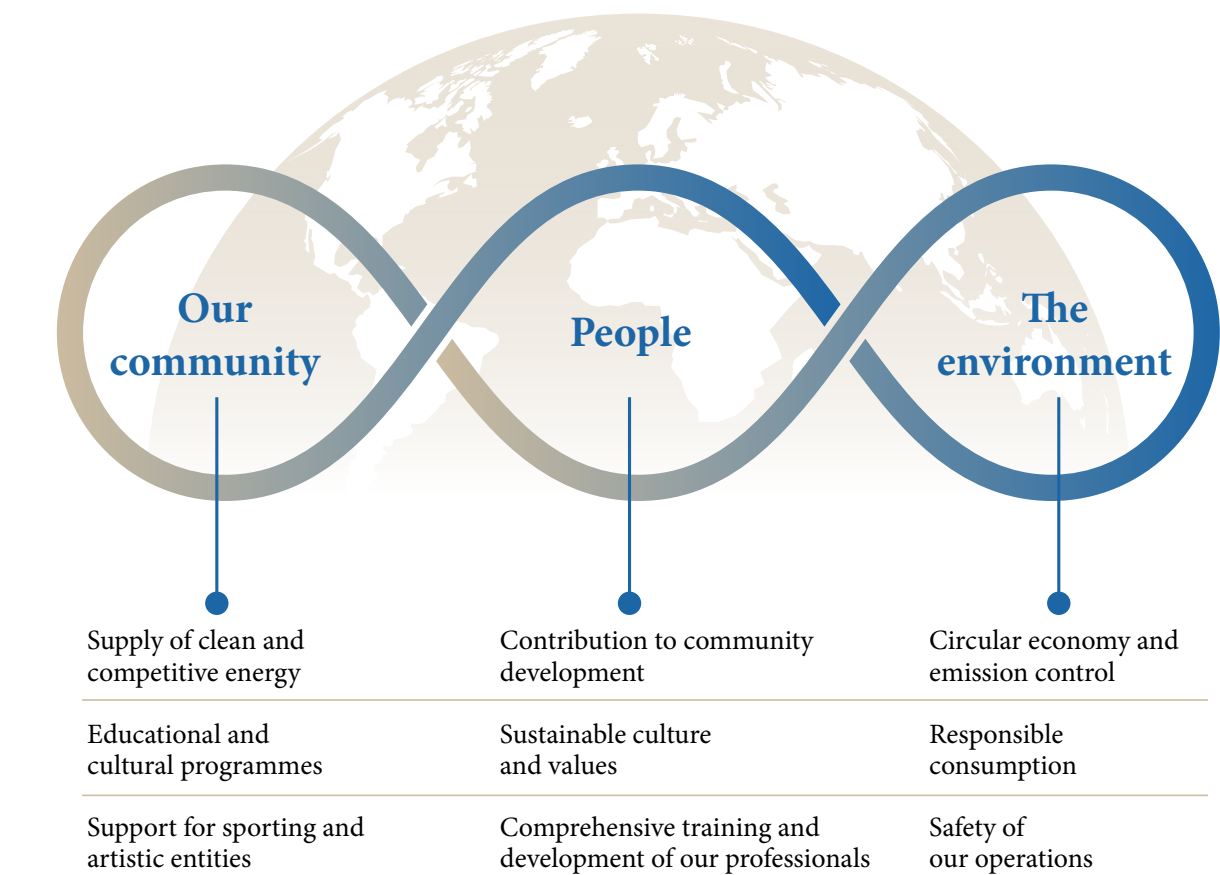 Our
community
People
The
environment
Supply of clean and
competitive energy
Contribution to community
development
Circular economy and
emission control
Educational and
cultural programmes
Sustainable culture
and values
Responsible
consumption
Support for sporting and
artistic entities
Comprehensive training and
development of our professionals
Safety of
our operations